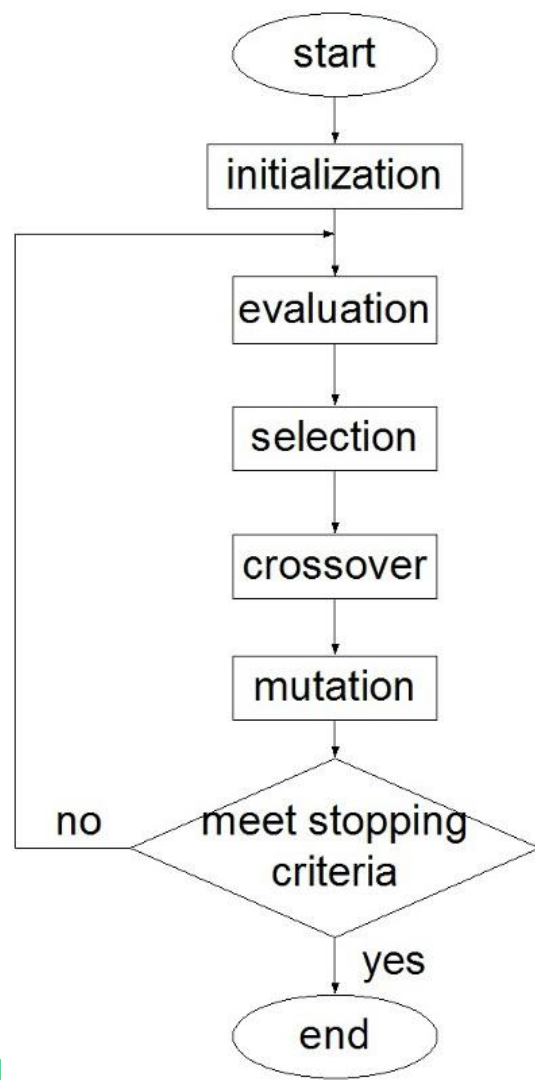 start
initialization
evaluation
selection
crossover
mutation
no
meet stopping
criteria
yes
end